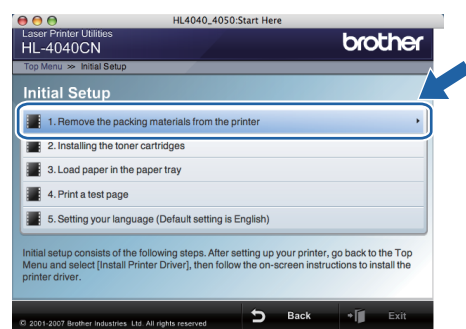 HL4040_4050:Start Here
Laser Printer Utilities
HL-4040CN
brother
Top Menu >> Initial Setup
Initial Setup
1. Remove the packing materials from the printer
2. Installing the toner cartridges
3. Load paper in the paper tray
4. Print a test page
5. Setting your language (Default setting is English)
Initial setup consists of the following steps. After setting up your printer, go back to the Top
Menu and select [Install Printer Driver], then follow the on-screen instructions to install the
printer driver.
© 2001-2007 Brother Industries Ltd. All rights reserved
Back
Exit